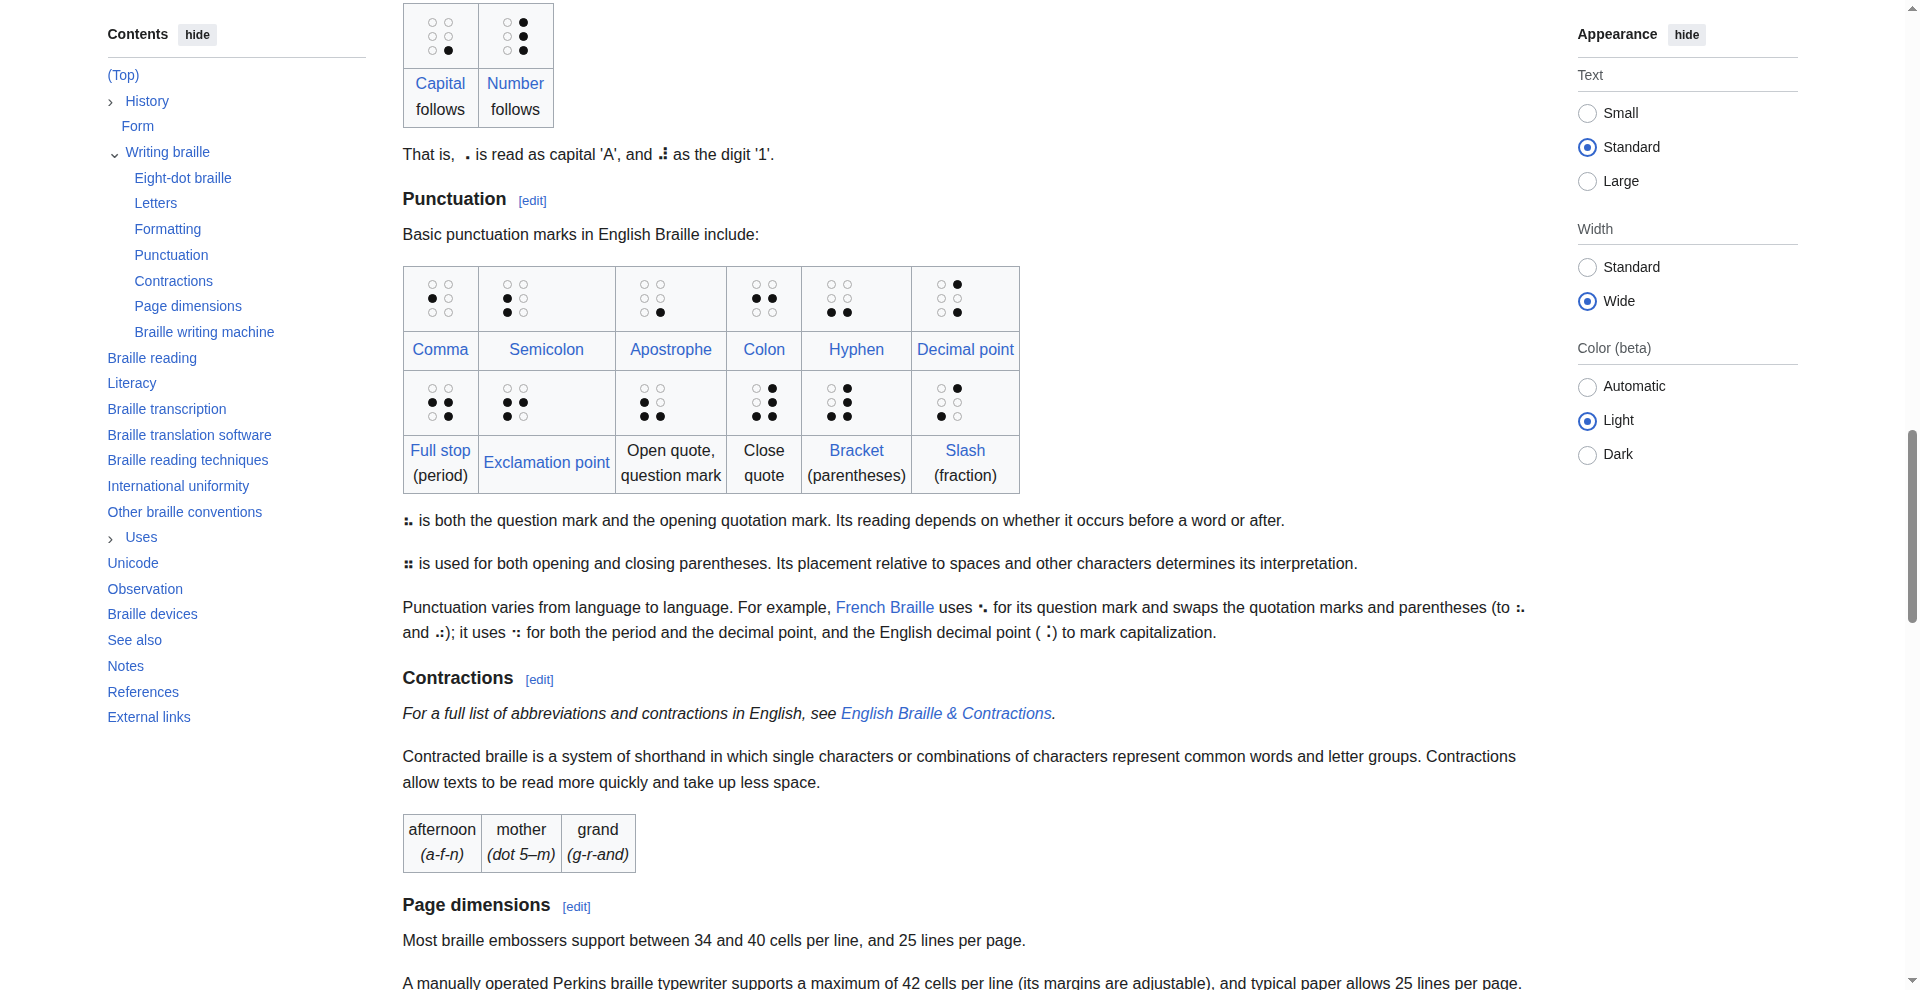 Contents hide
(Top)
History
Form
Writing braille
Eight-dot braille
Letters
Formatting
Punctuation
Contractions
Page dimensions
Braille writing machine
Braille reading
Literacy
Braille transcription
Braille translation software
Braille reading techniques
International uniformity
Other braille conventions
Uses
Unicode
Observation
Braille devices
See also
Notes
References
External links
Capital follows
Number follows
That is, ⠠ is read as capital 'A', and ⠼ as the digit '1'.
Punctuation [edit]
Basic punctuation marks in English Braille include:
Comma Semicolon Apostrophe Colon Hyphen Decimal point
Full stop (period)
Exclamation point
Open quote, question mark
Close quote
Bracket (parentheses)
Slash (fraction)
⠦ is both the question mark and the opening quotation mark. Its reading depends on whether it occurs before a word or after.
⠶ is used for both opening and closing parentheses. Its placement relative to spaces and other characters determines its interpretation.
Punctuation varies from language to language. For example, French Braille uses ⠢ for its question mark and swaps the quotation marks and parentheses (to ⠦
and ⠴); it uses ⠲ for both the period and the decimal point, and the English decimal point (⠨) to mark capitalization.
Contractions [edit]
For a full list of abbreviations and contractions in English, see English Braille & Contractions.
Contracted braille is a system of shorthand in which single characters or combinations of characters represent common words and letter groups. Contractions
allow texts to be read more quickly and take up less space.
afternoon mother grand
(a-f-n) (dot 5–m) (g-r-and)
Page dimensions [edit]
Most braille embossers support between 34 and 40 cells per line, and 25 lines per page.
A manually operated Perkins braille typewriter supports a maximum of 42 cells per line (its margins are adjustable), and typical paper allows 25 lines per page.
Appearance hide
Text
Small
Standard
Large
Width
Standard
Wide
Color (beta)
Automatic
Light
Dark